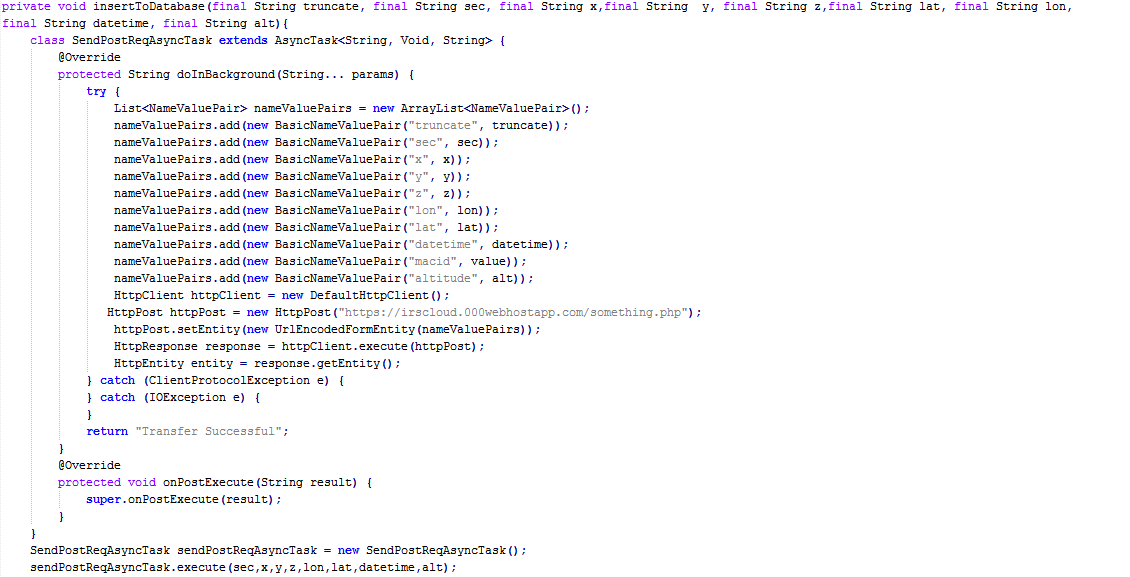 private void insertToDatabase(final String truncate, final String sec, final String x,final String  y, final String z,final String lat, final String lon,
final String datetime, final String alt){
    class SendPostReqAsyncTask extends AsyncTask<String, Void, String> {
        @Override
        protected String doInBackground(String... params) {
            try {
                List<NameValuePair> nameValuePairs = new ArrayList<NameValuePair>();
                nameValuePairs.add(new BasicNameValuePair("truncate", truncate));
                nameValuePairs.add(new BasicNameValuePair("sec", sec));
                nameValuePairs.add(new BasicNameValuePair("x", x));
                nameValuePairs.add(new BasicNameValuePair("y", y));
                nameValuePairs.add(new BasicNameValuePair("z", z));
                nameValuePairs.add(new BasicNameValuePair("lon", lon));
                nameValuePairs.add(new BasicNameValuePair("lat", lat));
                nameValuePairs.add(new BasicNameValuePair("datetime", datetime));
                nameValuePairs.add(new BasicNameValuePair("macid", value));
                nameValuePairs.add(new BasicNameValuePair("altitude", alt));
                HttpClient httpClient = new DefaultHttpClient();
               HttpPost httpPost = new HttpPost("https://irscloud.000webhostapp.com/something.php");
                httpPost.setEntity(new UrlEncodedFormEntity(nameValuePairs));
                HttpResponse response = httpClient.execute(httpPost);
                HttpEntity entity = response.getEntity();
            } catch (ClientProtocolException e) {
            } catch (IOException e) {
            }
            return "Transfer Successful";
        }
        @Override
        protected void onPostExecute(String result) {
            super.onPostExecute(result);
        }
    }
    SendPostReqAsyncTask sendPostReqAsyncTask = new SendPostReqAsyncTask();
    sendPostReqAsyncTask.execute(sec,x,y,z,lon,lat,datetime,alt);